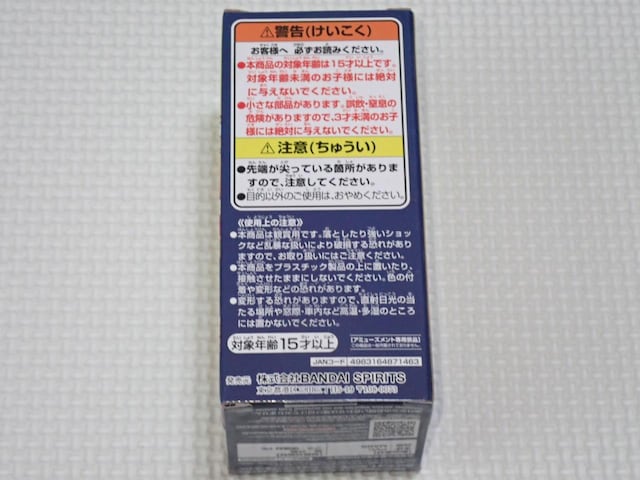 ⚠警告(けいこく)
お客様へ 必ずお読みください。
●本商品の対象年齢は15才以上です。
対象年齢未満のお子様には絶対
に与えないでください。
●小さな部品があります。誤飲・窒息の
危険がありますので、3才未満のお子
様には絶対に与えないでください。
⚠注意(ちゅうい)
●先端が尖っている箇所がありま
すので、注意してください。
●目的以外のご使用は、おやめください。
《使用上の注意》
●本商品は観賞用です。落としたり強いショッ
クなど乱暴な扱いにより破損する恐れがあり
ますので、お取り扱いにはご注意ください。
●本商品をプラスチック製品の上に置いたり、
接触させたままにしないでください。色の付
着や変形などの恐れがあります。
●変形する恐れがありますので、直射日光の当
たる場所や窓際・車内など高温・多湿のところ
には置かないでください。
対象年齢15才以上
[アミューズメント専用景品]
JANコード 4983164871463
発売元 株式会社BANDAI SPIRITS